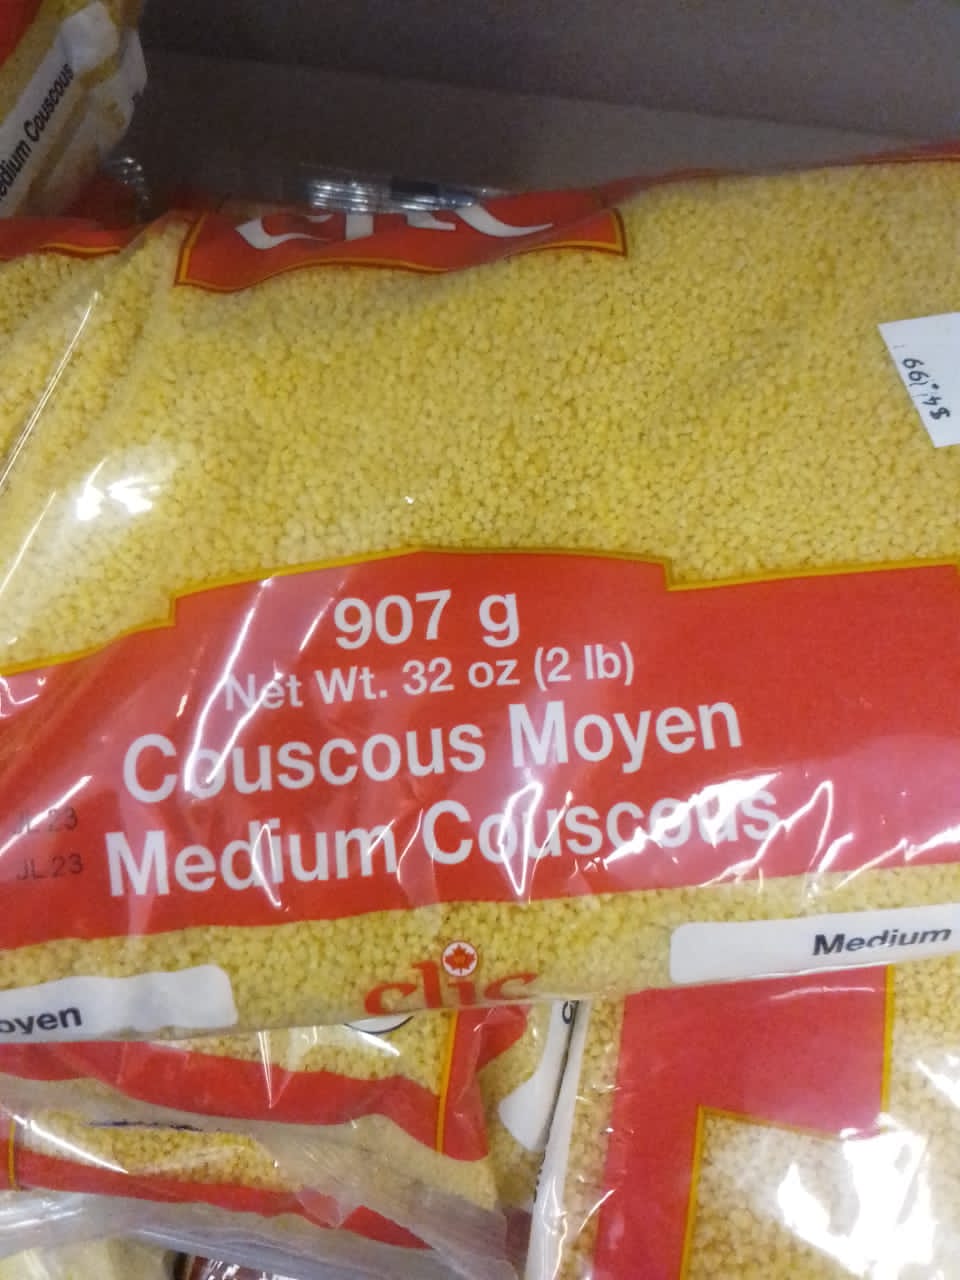 Medium Couscous
clic
$4.99
907 g
Net Wt. 32 oz (2 lb)
Couscous Moyen
Medium Couscous
JL 23
JL 23
clic
Medium
oyen